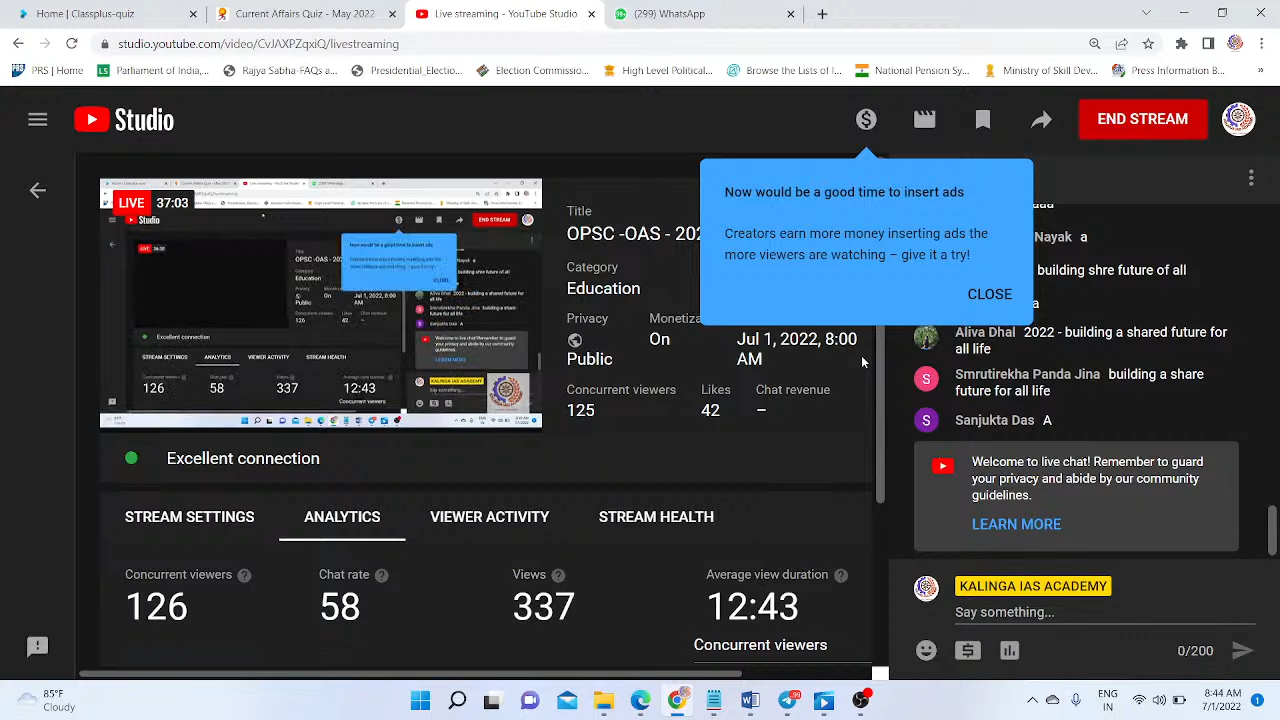 Home | Classplus-quiz
Current Affairs Quiz - May 2022
Live streaming - YouTube Studio
(299) WhatsApp
studio.youtube.com/video/CvJAXPZqxiQ/livestreaming
PRS | Home
Parliament of India,...
Rajya Sabha-FAQs a...
Presidential_Electio...
Election Commissio...
High Level Political...
Browse the Lists of I...
National Pension Sy...
Ministry of Skill Dev...
Press Information B...
»
Studio
END STREAM
LIVE 37:03
Title
OPSC -OAS - 202
Category
Education
Privacy
Public
Monetiza
On
Jul 1, 2022, 8:00
AM
Concurrent viewers
125
Likes
42
Chat revenue
–
Now would be a good time to insert ads
Creators earn more money inserting ads the
more viewers are watching – give it a try!
CLOSE
Nayak a
building shse future of all
a
Aliva Dhal 2022 - building a shared future for
all life
S Smrutirekha Panda Jina building a share
future for all life
S Sanjukta Das A
Welcome to live chat! Remember to guard
your privacy and abide by our community
guidelines.
LEARN MORE
KALINGA IAS ACADEMY
Say something...
0/200
Excellent connection
STREAM SETTINGS
ANALYTICS
VIEWER ACTIVITY
STREAM HEALTH
Concurrent viewers
126
Chat rate
58
Views
337
Average view duration
12:43
Concurrent viewers
85°F
Cloudy
99
ENG
IN
8:44 AM
7/1/2022
1